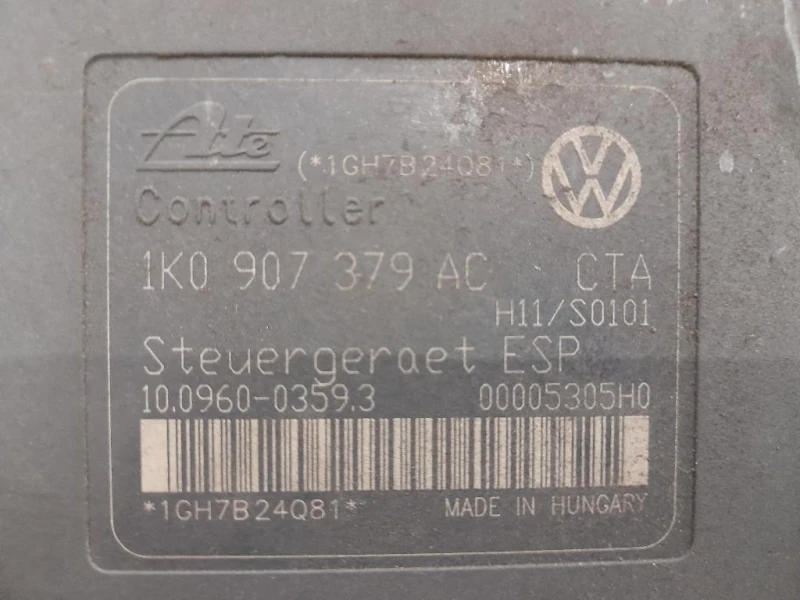 Ate
(*1GH7B24Q81*)
VW
Controller
1K0 907 379 AC CTA
H11/S0101
Steuergeraet ESP
10.0960-0359.3 00005305H0
*1GH7B24Q81*
MADE IN HUNGARY